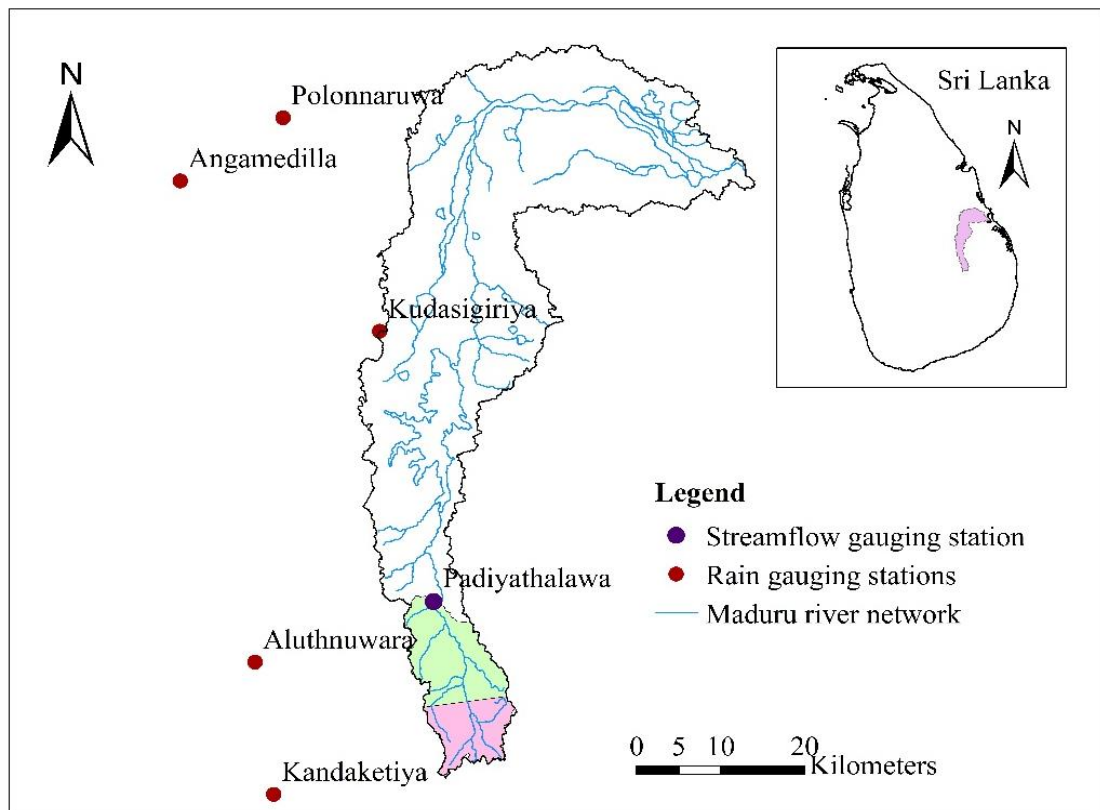 N
Polonnaruwa
Angamedilla
Sri Lanka
N
Kudasigiriya
Legend
Streamflow gauging station
Rain gauging stations
Maduru river network
Padiyathalawa
Aluthnuwara
Kandaketiya
0 5 10 20
Kilometers